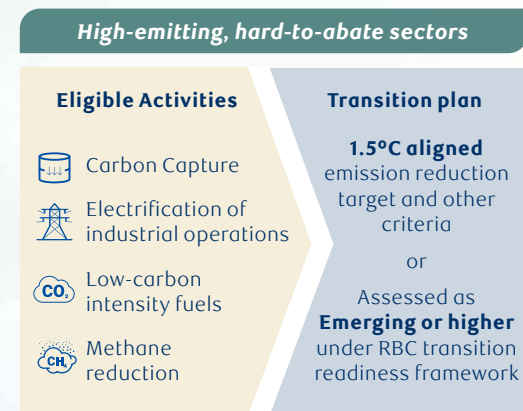 High-emitting, hard-to-abate sectors
Eligible Activities
Carbon Capture
Electrification of
industrial operations
CO₂
Low-carbon
intensity fuels
CH₄
Methane
reduction
Transition plan
1.5°C aligned
emission reduction
target and other
criteria
or
Assessed as
Emerging or higher
under RBC transition
readiness framework